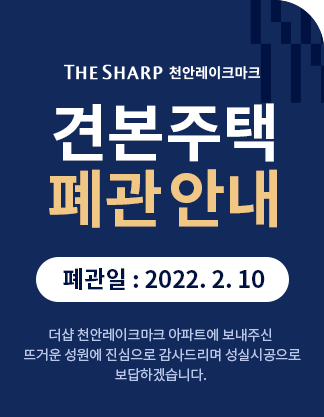 THE SHARP 천안레이크마크
견본주택
폐관 안내
폐관일 : 2022. 2. 10
더샵 천안레이크마크 아파트에 보내주신
뜨거운 성원에 진심으로 감사드리며 성실시공으로
보답하겠습니다.